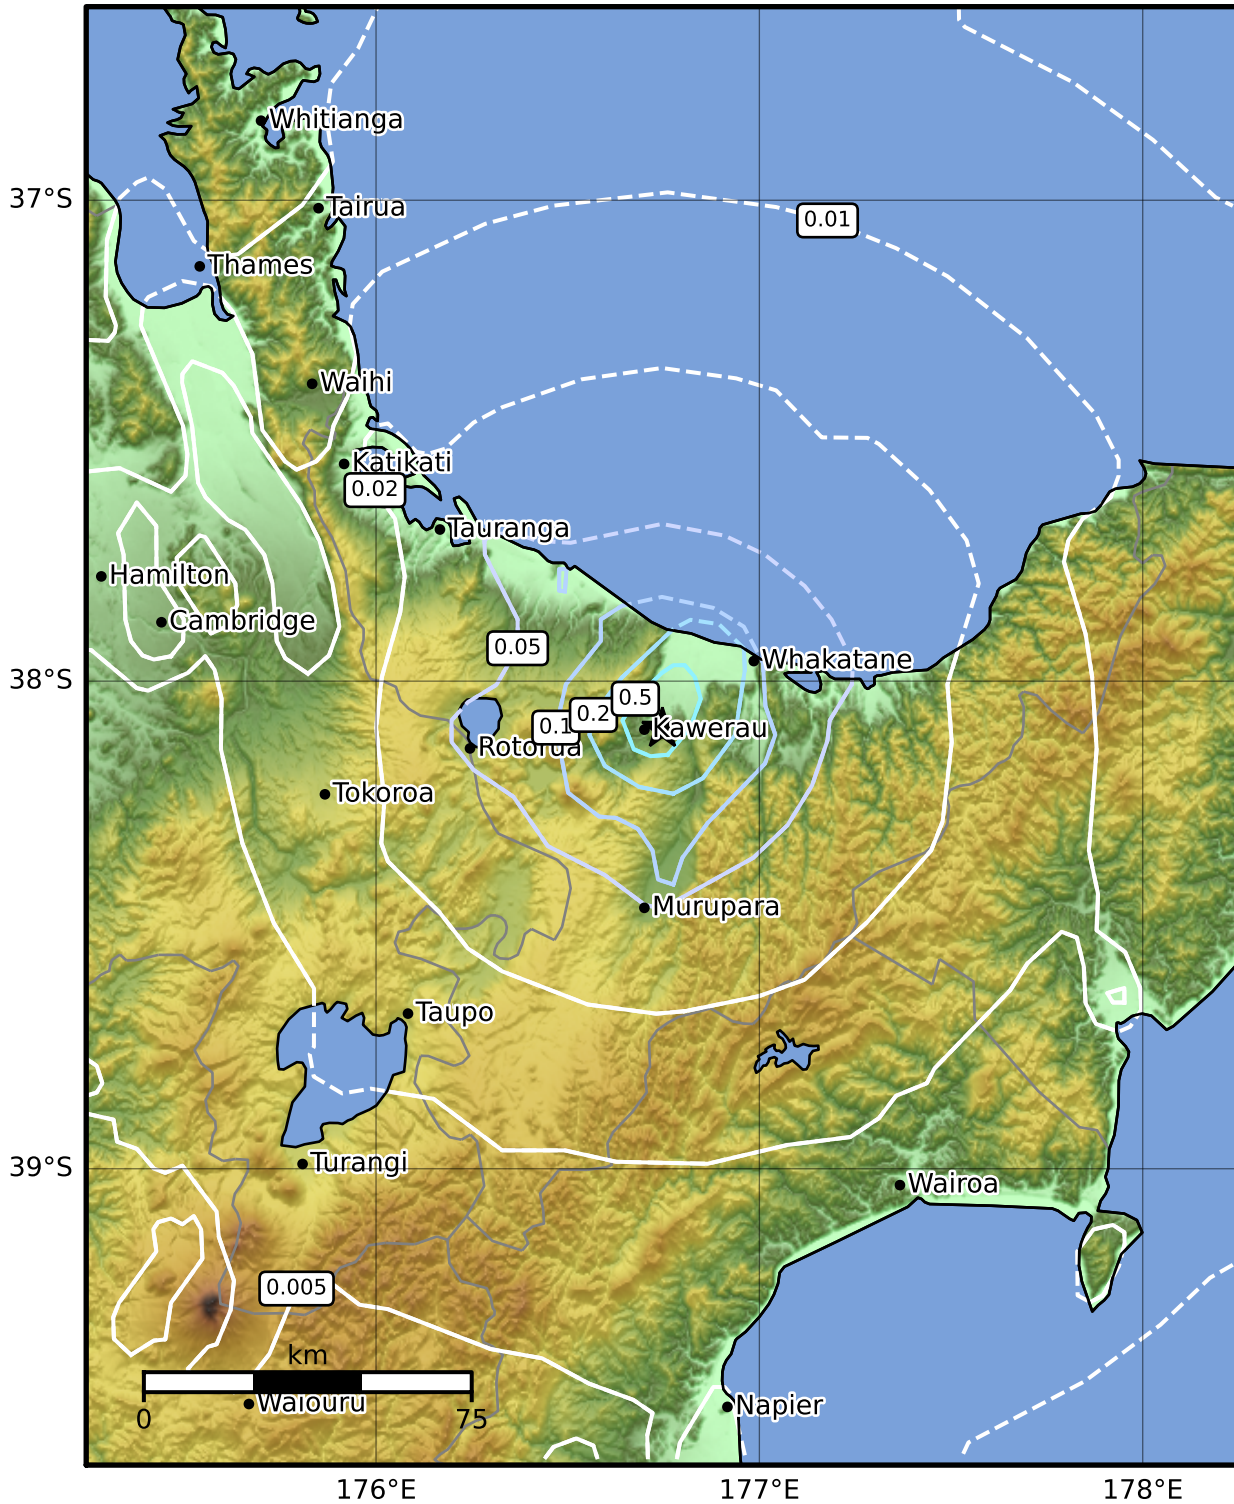 Whitianga
37°S
Tairua
0.01
Thames
Waihi
Katikati
0.02
Tauranga
Hamilton
Cambridge
0.05
Whakatane
38°S
0.5
0.2
0.1
Kawerau
Rotorua
Tokoroa
Murupara
Taupo
39°S
Turangi
Wairoa
0.005
km
Waiouru
Napier
0
75
176°E
177°E
178°E